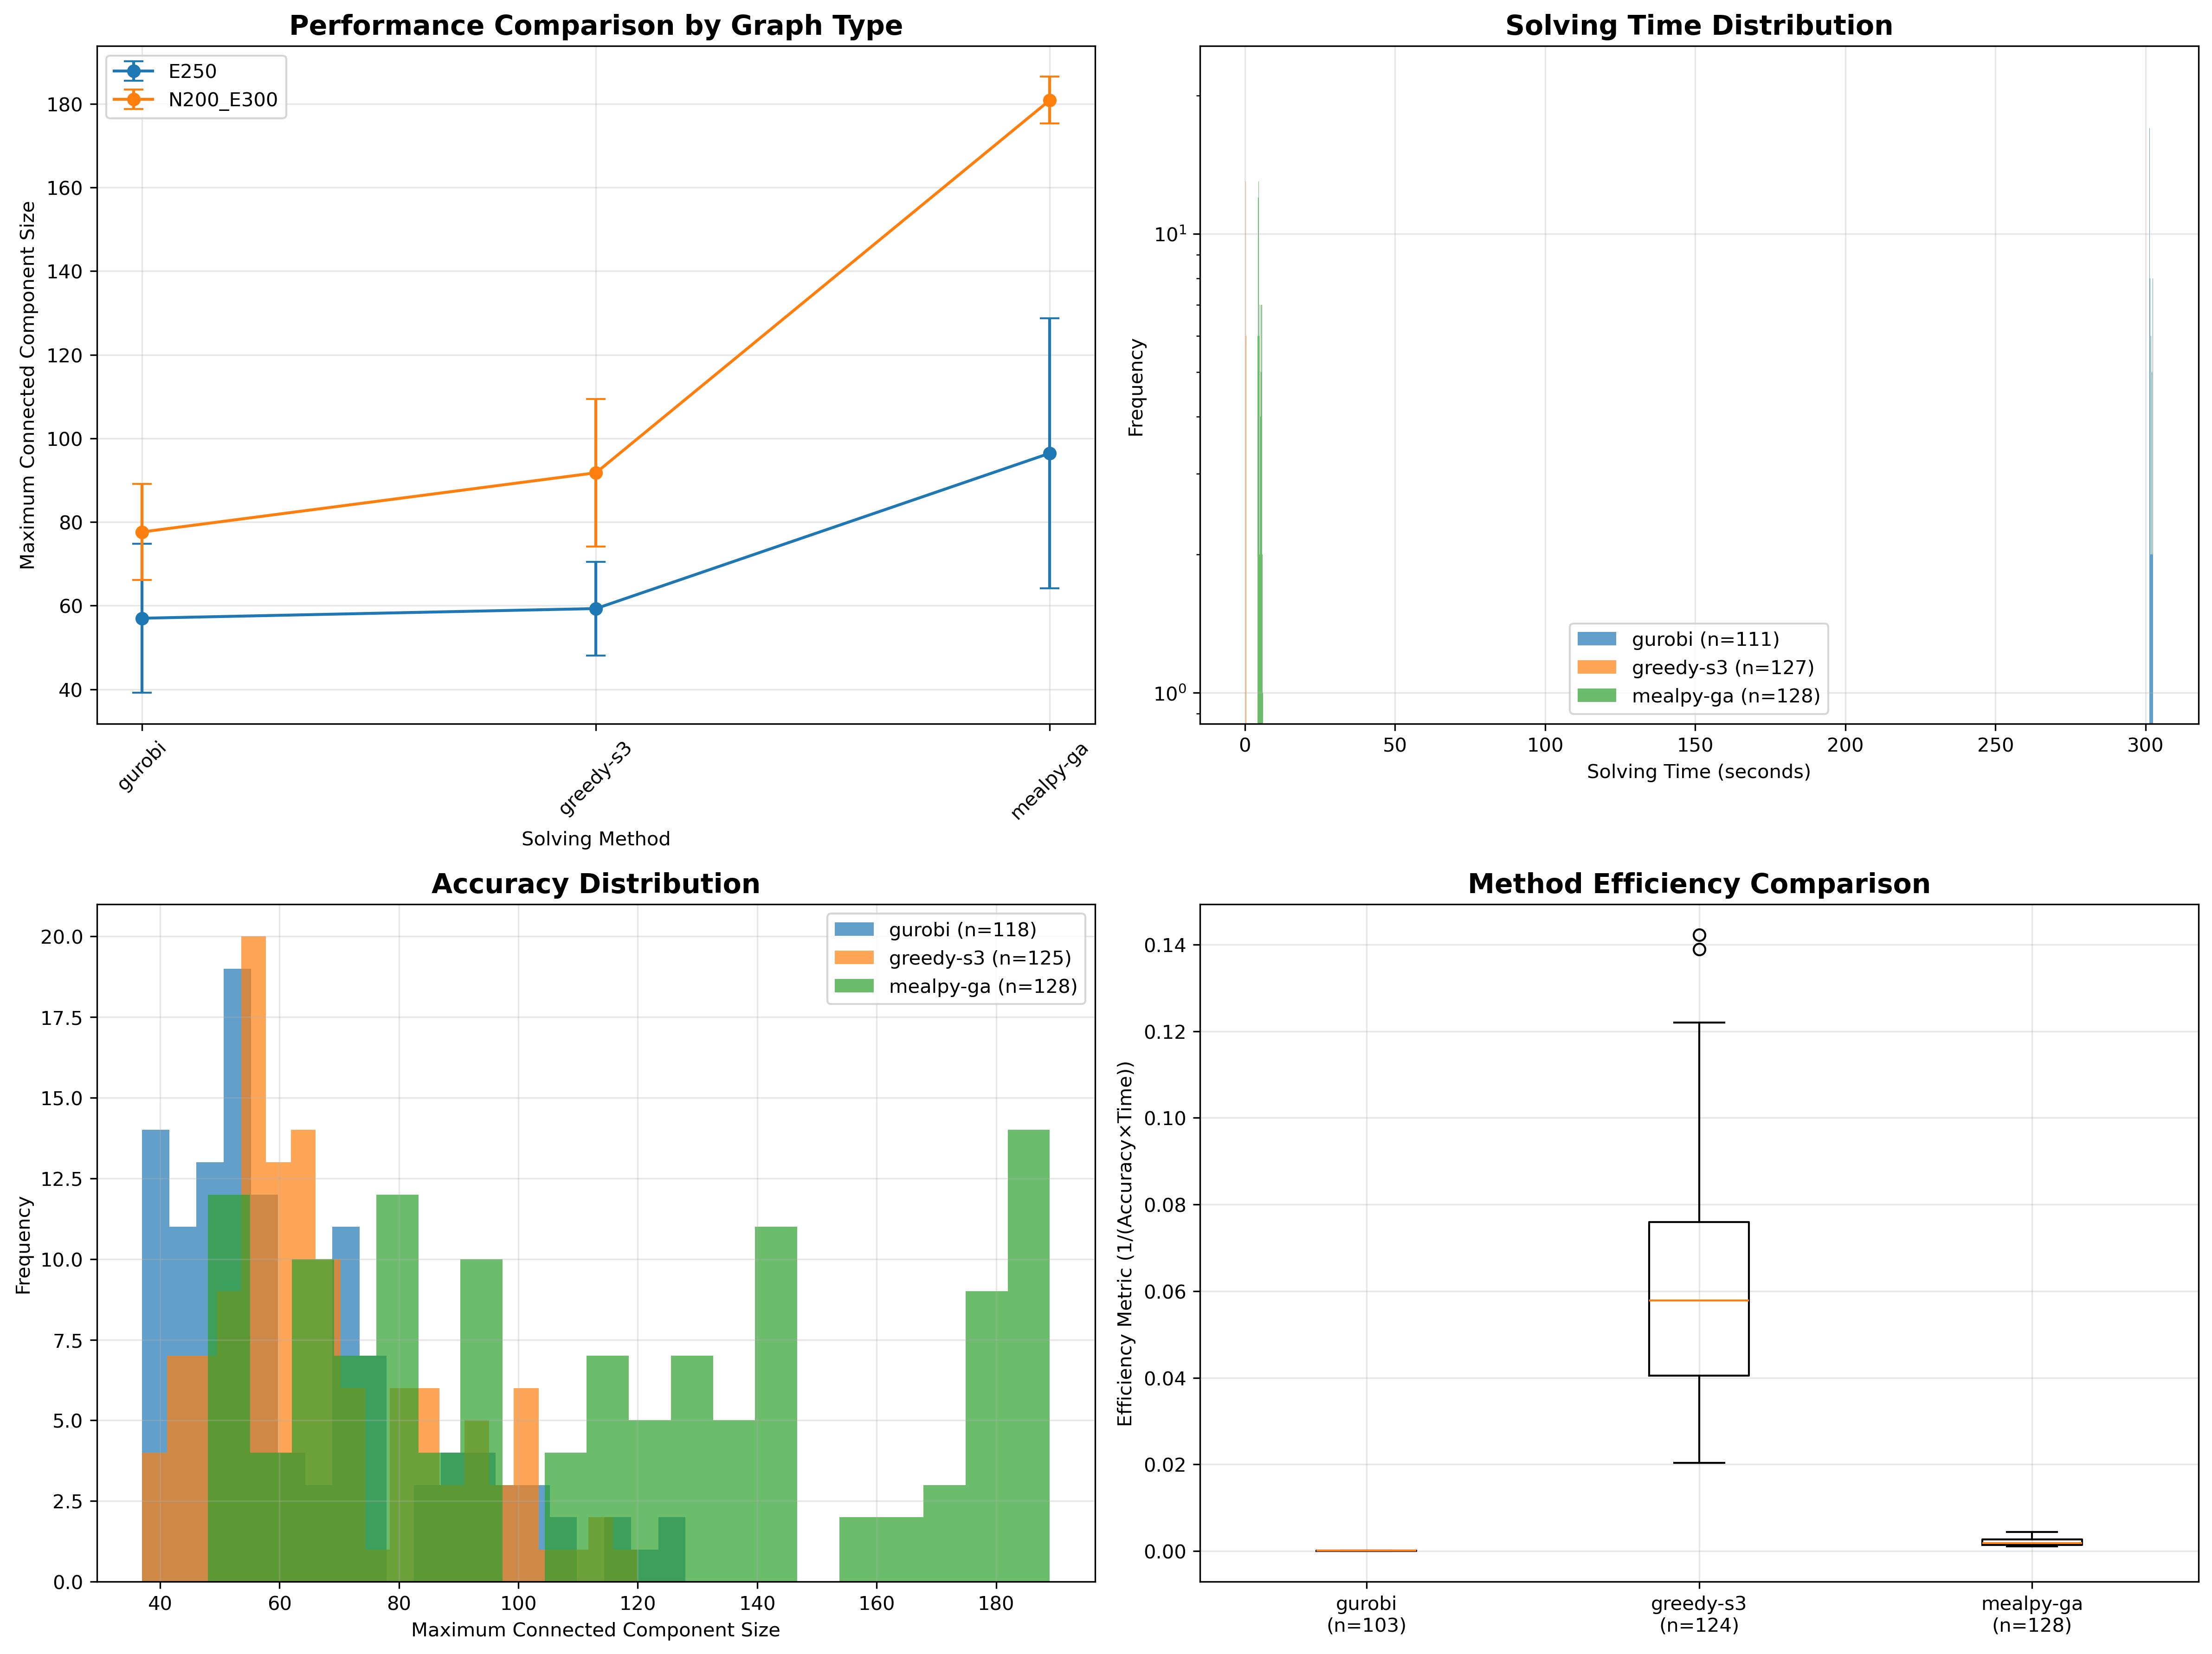 Performance Comparison by Graph Type
E250
N200_E300
180
160
140
120
100
80
60
40
Maximum Connected Component Size
gurobi
greedy-s3
mealpy-ga
Solving Method
Solving Time Distribution
10¹
10⁰
Frequency
gurobi (n=111)
greedy-s3 (n=127)
mealpy-ga (n=128)
0
50
100
150
200
250
300
Solving Time (seconds)
Accuracy Distribution
gurobi (n=118)
greedy-s3 (n=125)
mealpy-ga (n=128)
20.0
17.5
15.0
12.5
10.0
7.5
5.0
2.5
0.0
Frequency
40
60
80
100
120
140
160
180
Maximum Connected Component Size
Method Efficiency Comparison
0.14
0.12
0.10
0.08
0.06
0.04
0.02
0.00
Efficiency Metric (1/(Accuracy×Time))
gurobi
(n=103)
greedy-s3
(n=124)
mealpy-ga
(n=128)